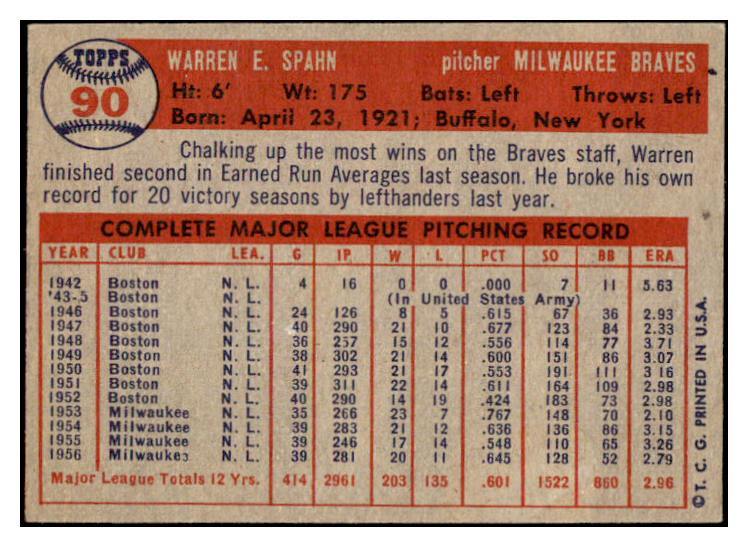 TOPPS
90
WARREN E. SPAHN pitcher MILWAUKEE BRAVES
Ht: 6' Wt: 175 Bats: Left Throws: Left
Born: April 23, 1921; Buffalo, New York
Chalking up the most wins on the Braves staff, Warren
finished second in Earned Run Averages last season. He broke his own
record for 20 victory seasons by lefthanders last year.
COMPLETE MAJOR LEAGUE PITCHING RECORD
YEAR CLUB LEA. G IP W L PCT SO BB ERA
1942 Boston N. L. 4 16 0 0 .000 7 11 5.63
'43-.5 Boston N. L. (In United States Army)
1946 Boston N. L. 24 126 8 5 .615 67 36 2.93
1947 Boston N. L. 40 290 21 10 .677 123 84 2.33
1948 Boston N. L. 36 257 15 12 .556 114 77 3.71
1949 Boston N. L. 38 302 21 14 .600 151 86 3.07
1950 Boston N. L. 41 293 21 17 .553 191 111 3 16
1951 Boston N. L. 39 311 22 14 .611 164 109 2.98
1952 Boston N. L. 40 290 14 19 .424 183 73 2.98
1953 Milwaukee N. L. 35 266 23 7 .767 148 70 2.10
1954 Milwaukee N. L. 39 283 21 12 .636 136 86 3.15
1955 Milwaukee N. L. 39 246 17 14 .548 110 65 3.26
1956 Milwaukee N. L. 39 281 20 11 .645 128 52 2.79
Major League Totals 12 Yrs. 414 2961 203 135 .601 1522 860 2.96
© T. C. G. PRINTED IN U.S.A.